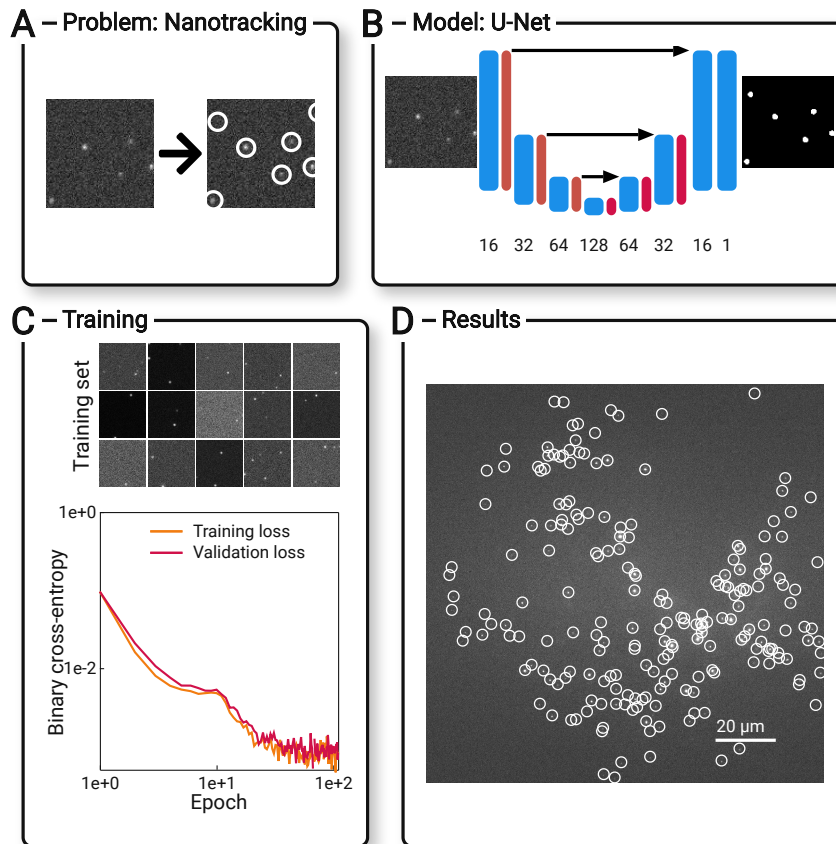 A Problem: Nanotracking
B Model: U-Net
16 32 64 128 64 32 16 1
C Training
Training set
1e+0
Training loss
Validation loss
Binary cross-entropy
1e-2
1e+0 1e+1 1e+2
Epoch
D Results
20 μm